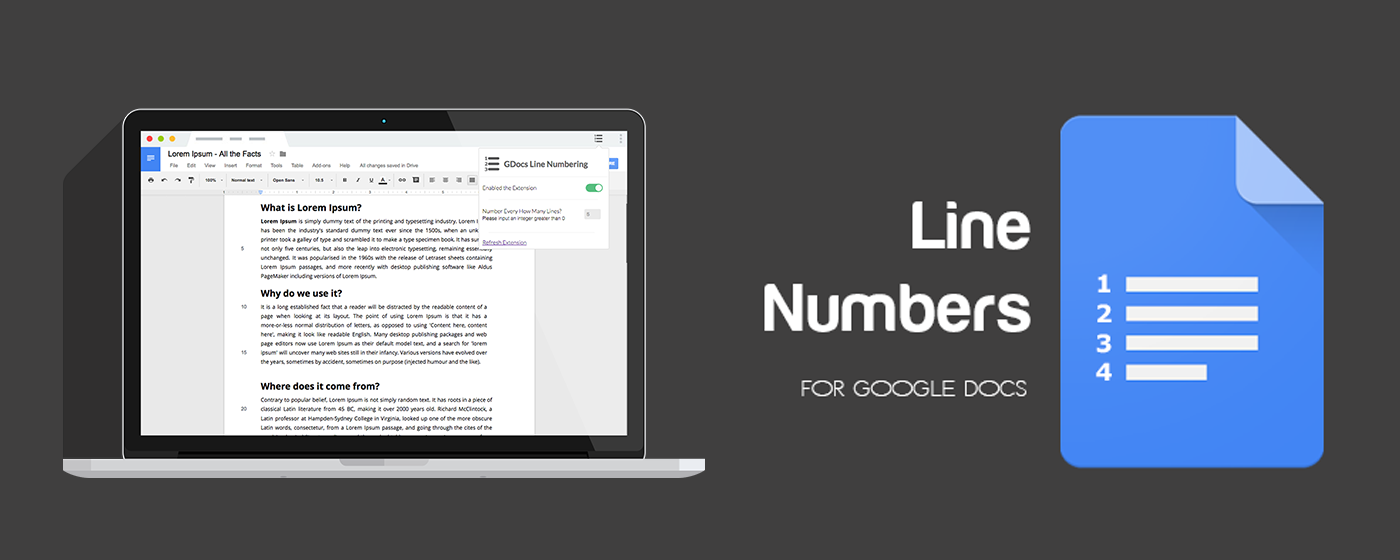 Lorem Ipsum - All the Facts
File Edit View Insert Format Tools Table Add-ons Help All changes saved in Drive
100% Normal text Open Sans 10.5 B I U A
1
2
3
GDocs Line Numbering
Enabled the Extension
Number Every How Many Lines?
Please input an integer greater than 0
5
Refresh Extension
What is Lorem Ipsum?
Lorem Ipsum is simply dummy text of the printing and typesetting industry. Lorem
has been the industry's standard dummy text ever since the 1500s, when an
printer took a galley of type and scrambled it to make a type specimen book. It has
5 not only five centuries, but also the leap into electronic typesetting, remaining essentially
unchanged. It was popularised in the 1960s with the release of Letraset sheets containing
Lorem Ipsum passages, and more recently with desktop publishing software like Aldus
PageMaker including versions of Lorem Ipsum.
Why do we use it?
10 It is a long established fact that a reader will be distracted by the readable content of a
page when looking at its layout. The point of using Lorem Ipsum is that it has a
more-or-less normal distribution of letters, as opposed to using 'Content here, content
here', making it look like readable English. Many desktop publishing packages and web
page editors now use Lorem Ipsum as their default model text, and a search for 'lorem
15 ipsum' will uncover many web sites still in their infancy. Various versions have evolved over
the years, sometimes by accident, sometimes on purpose (injected humour and the like).
Where does it come from?
Contrary to popular belief, Lorem Ipsum is not simply random text. It has roots in a piece of
20 classical Latin literature from 45 BC, making it over 2000 years old. Richard McClintock, a
Latin professor at Hampden-Sydney College in Virginia, looked up one of the more obscure
Latin words, consectetur, from a Lorem Ipsum passage, and going through the cites of the
Line
Numbers
FOR GOOGLE DOCS
1
2
3
4